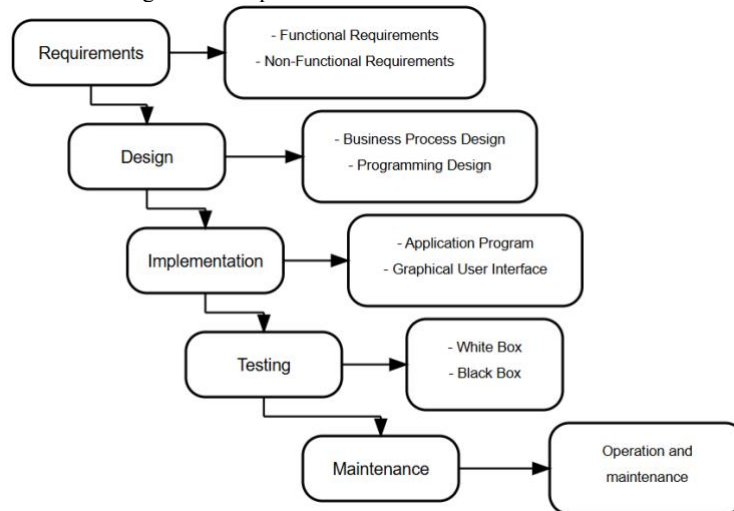 Requirements
- Functional Requirements
- Non-Functional Requirements
Design
- Business Process Design
- Programming Design
Implementation
- Application Program
- Graphical User Interface
Testing
- White Box
- Black Box
Maintenance
Operation and
maintenance